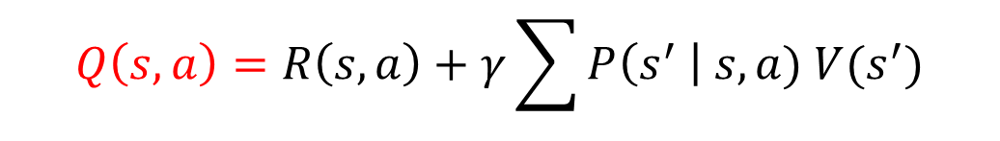 Q(s, a) = R(s, a) + γ ∑ P(s′ | s, a) V(s′)